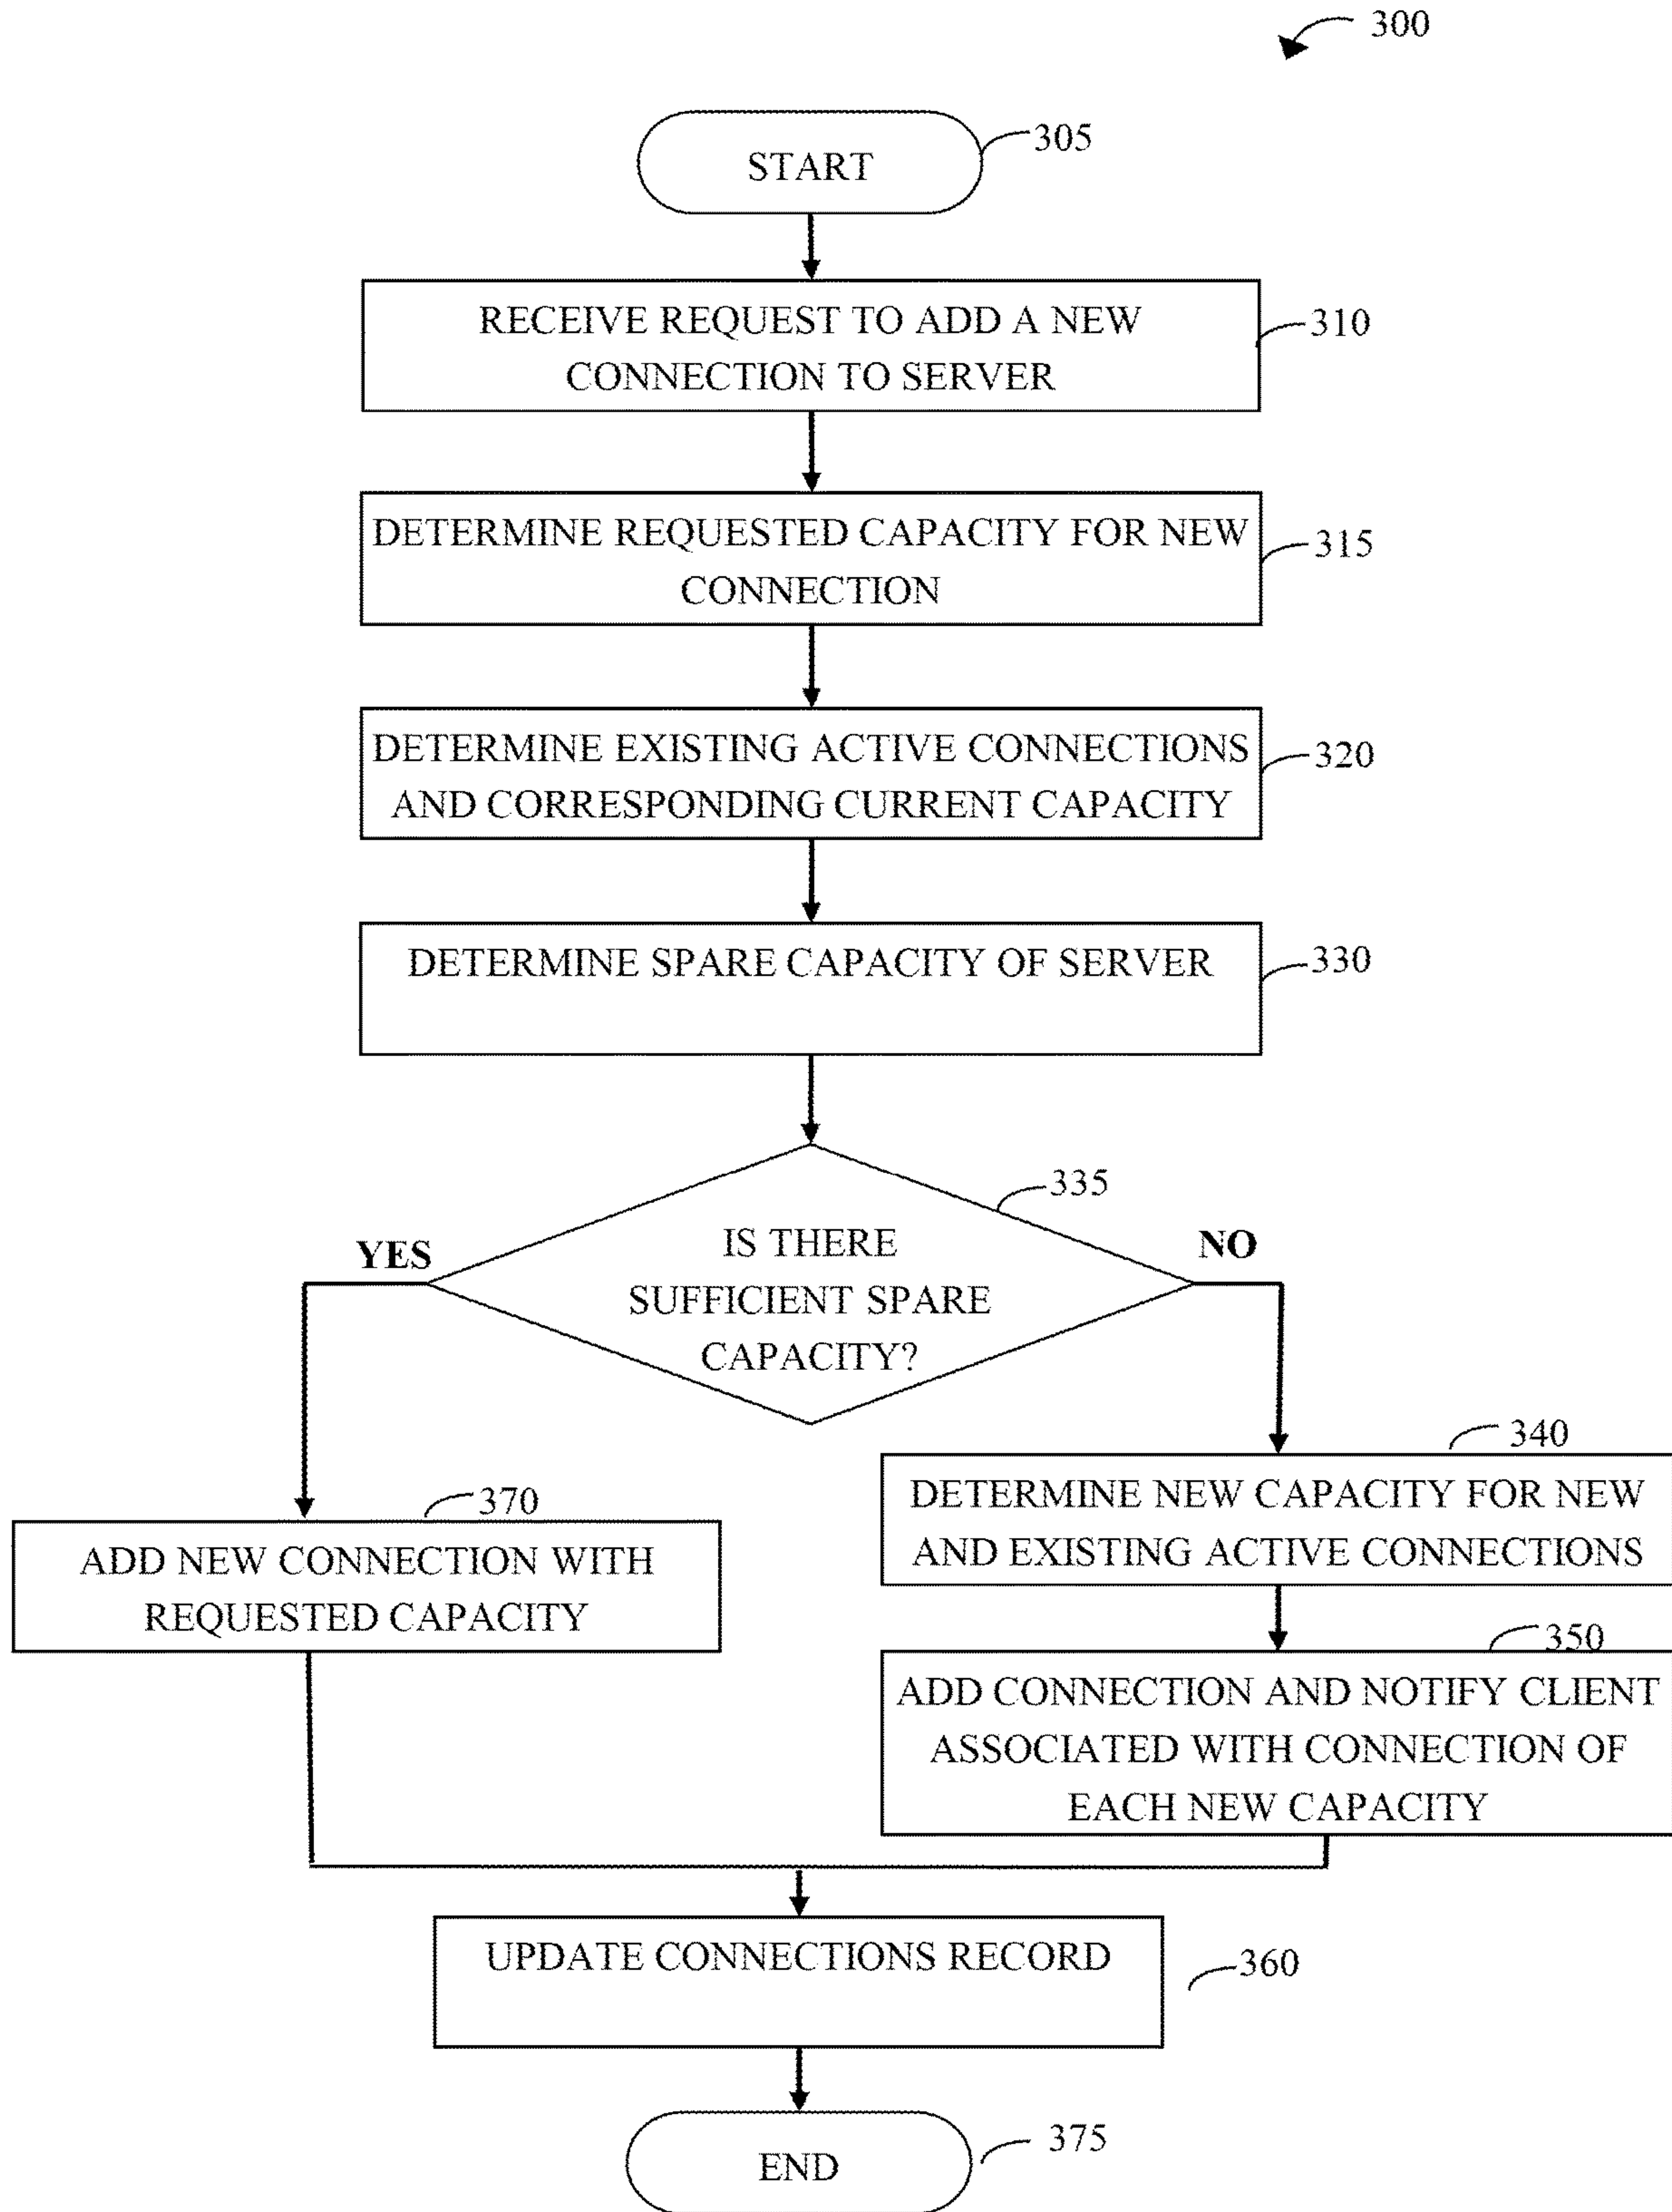 300
START
305
RECEIVE REQUEST TO ADD A NEW
CONNECTION TO SERVER
310
DETERMINE REQUESTED CAPACITY FOR NEW
CONNECTION
315
DETERMINE EXISTING ACTIVE CONNECTIONS
AND CORRESPONDING CURRENT CAPACITY
320
DETERMINE SPARE CAPACITY OF SERVER
330
335
IS THERE
SUFFICIENT SPARE
CAPACITY?
YES
NO
370
ADD NEW CONNECTION WITH
REQUESTED CAPACITY
340
DETERMINE NEW CAPACITY FOR NEW
AND EXISTING ACTIVE CONNECTIONS
350
ADD CONNECTION AND NOTIFY CLIENT
ASSOCIATED WITH CONNECTION OF
EACH NEW CAPACITY
UPDATE CONNECTIONS RECORD
360
END
375